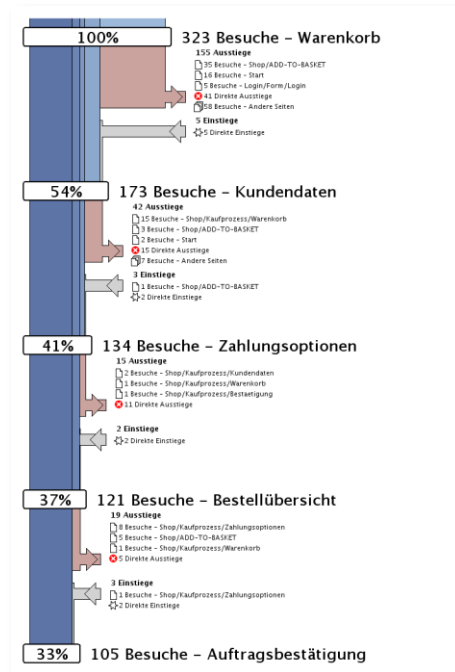 100% 323 Besuche – Warenkorb
155 Ausstiege
35 Besuche – Shop/ADD-TO-BASKET
16 Besuche – Start
5 Besuche – Login/Form/Login
41 Direkte Ausstiege
58 Besuche – Andere Seiten
5 Einstiege
5 Direkte Einstiege
54% 173 Besuche – Kundendaten
42 Ausstiege
15 Besuche – Shop/Kaufprozess/Warenkorb
3 Besuche – Shop/ADD-TO-BASKET
2 Besuche – Start
15 Direkte Ausstiege
7 Besuche – Andere Seiten
3 Einstiege
1 Besuche – Shop/ADD-TO-BASKET
2 Direkte Einstiege
41% 134 Besuche – Zahlungsoptionen
15 Ausstiege
2 Besuche – Shop/Kaufprozess/Kundendaten
1 Besuche – Shop/Kaufprozess/Warenkorb
1 Besuche – Shop/Kaufprozess/Bestaetigung
11 Direkte Ausstiege
2 Einstiege
2 Direkte Einstiege
37% 121 Besuche – Bestellübersicht
19 Ausstiege
8 Besuche – Shop/Kaufprozess/Zahlungsoptionen
5 Besuche – Shop/ADD-TO-BASKET
1 Besuche – Shop/Kaufprozess/Warenkorb
5 Direkte Ausstiege
3 Einstiege
1 Besuche – Shop/Kaufprozess/Zahlungsoptionen
2 Direkte Einstiege
33% 105 Besuche – Auftragsbestätigung